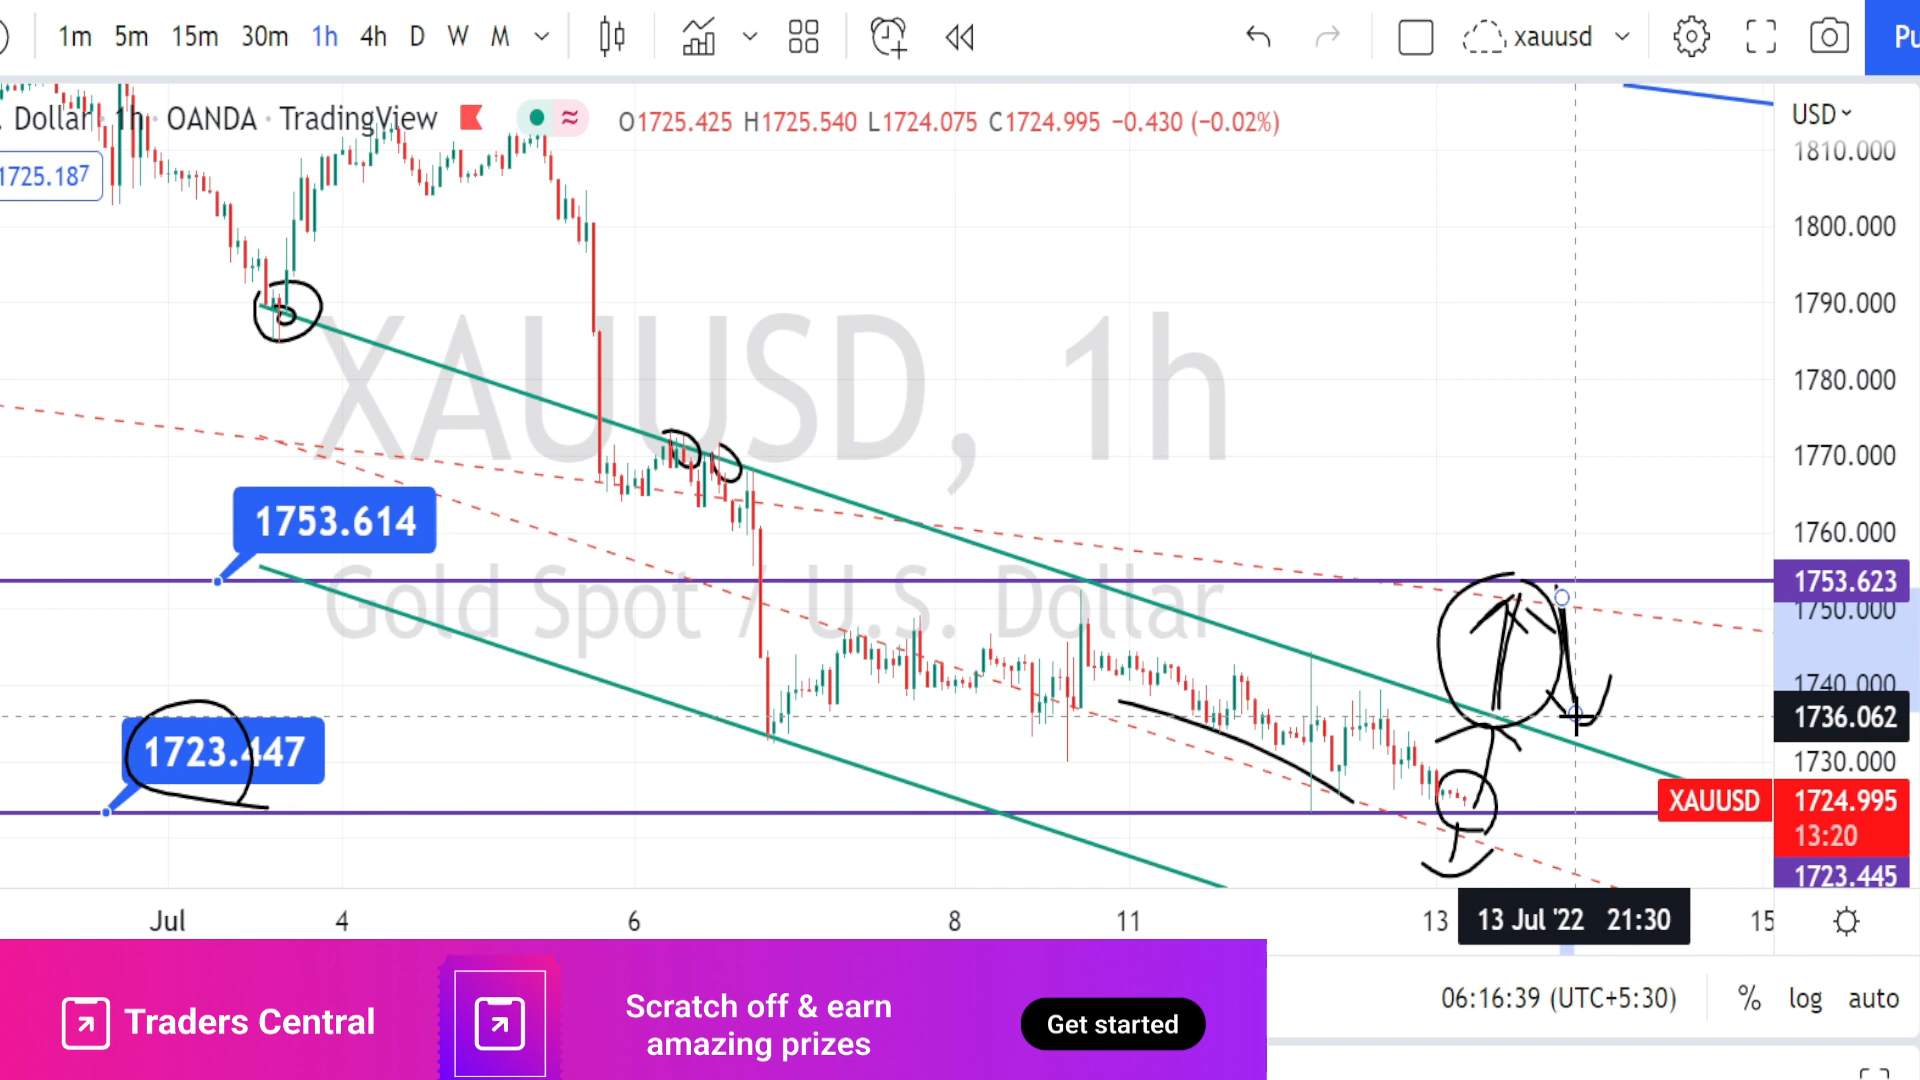 1m 5m 15m 30m 1h 4h D W M xauusd Pu
. Dollar · 1h · OANDA · TradingView O1725.425 H1725.540 L1724.075 C1724.995 −0.430 (−0.02%)
USD
1725.187
1810.000
1800.000
1790.000
1780.000
1770.000
1760.000
1753.623
1750.000
1740.000
1736.062
1730.000
XAUUSD 1724.995
13:20
1723.445
XAUUSD, 1h
Gold Spot / U.S. Dollar
1753.614
1723.447
Jul 4 6 8 11 13 13 Jul '22 21:30 15
Traders Central
Scratch off & earn
amazing prizes
Get started
06:16:39 (UTC+5:30) % log auto